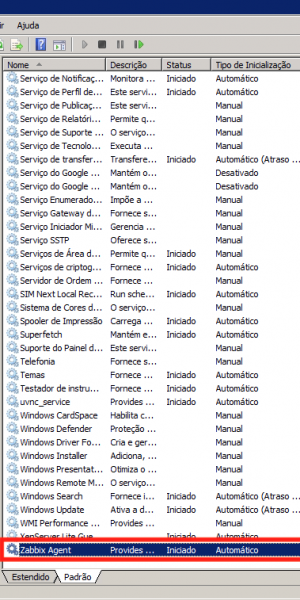 Ajuda
Nome Descrição Status Tipo de Inicialização
Serviço de Notificaç... Monitora ... Iniciado Automático
Serviço de Perfil de... Este servi... Iniciado Automático
Serviço de Publicaç... Este servi... Manual
Serviço de Relatóri... Permite q... Manual
Serviço de Suporte ... O serviço... Manual
Serviço de Tecnolo... Executa ... Manual
Serviço de transfer... Transfere... Iniciado Automático (Atraso ...
Serviço do Google ... Mantém o... Desativado
Serviço do Google ... Mantém o... Desativado
Serviço Enumerado... Impõe a ... Manual
Serviço Gateway d... Fornece s... Manual
Serviço Iniciador Mi... Gerencia ... Manual
Serviço SSTP Oferece s... Manual
Serviços de Área d... Permite q... Iniciado Manual
Serviços de criptog... Fornece ... Iniciado Automático
Servidor de Ordem ... Fornece ... Manual
SIM Next Local Rec... Run sche... Iniciado Automático
Sistema de Cores d... O serviço... Manual
Spooler de Impressão Carrega ... Iniciado Automático
Superfetch Mantém e... Iniciado Automático
Suporte do Painel d... Este servi... Manual
Telefonia Fornece s... Manual
Temas Fornece ... Iniciado Automático
Testador de instru... Fornece ... Iniciado Automático
uvnc_service Provides ... Iniciado Automático
Windows CardSpace Habilita c... Manual
Windows Defender Proteção ... Manual
Windows Driver Fo... Cria e ger... Manual
Windows Installer Adiciona, ... Manual
Windows Presentat... Otimiza o ... Manual
Windows Remote M... O serviço... Manual
Windows Search Fornece i... Iniciado Automático (Atraso ...
Windows Update Ativa a d... Iniciado Automático (Atraso ...
WMI Performance ... Fornece ... Manual
XenServer Lite Gue...
Zabbix Agent Provides ... Iniciado Automático
Estendido Padrão